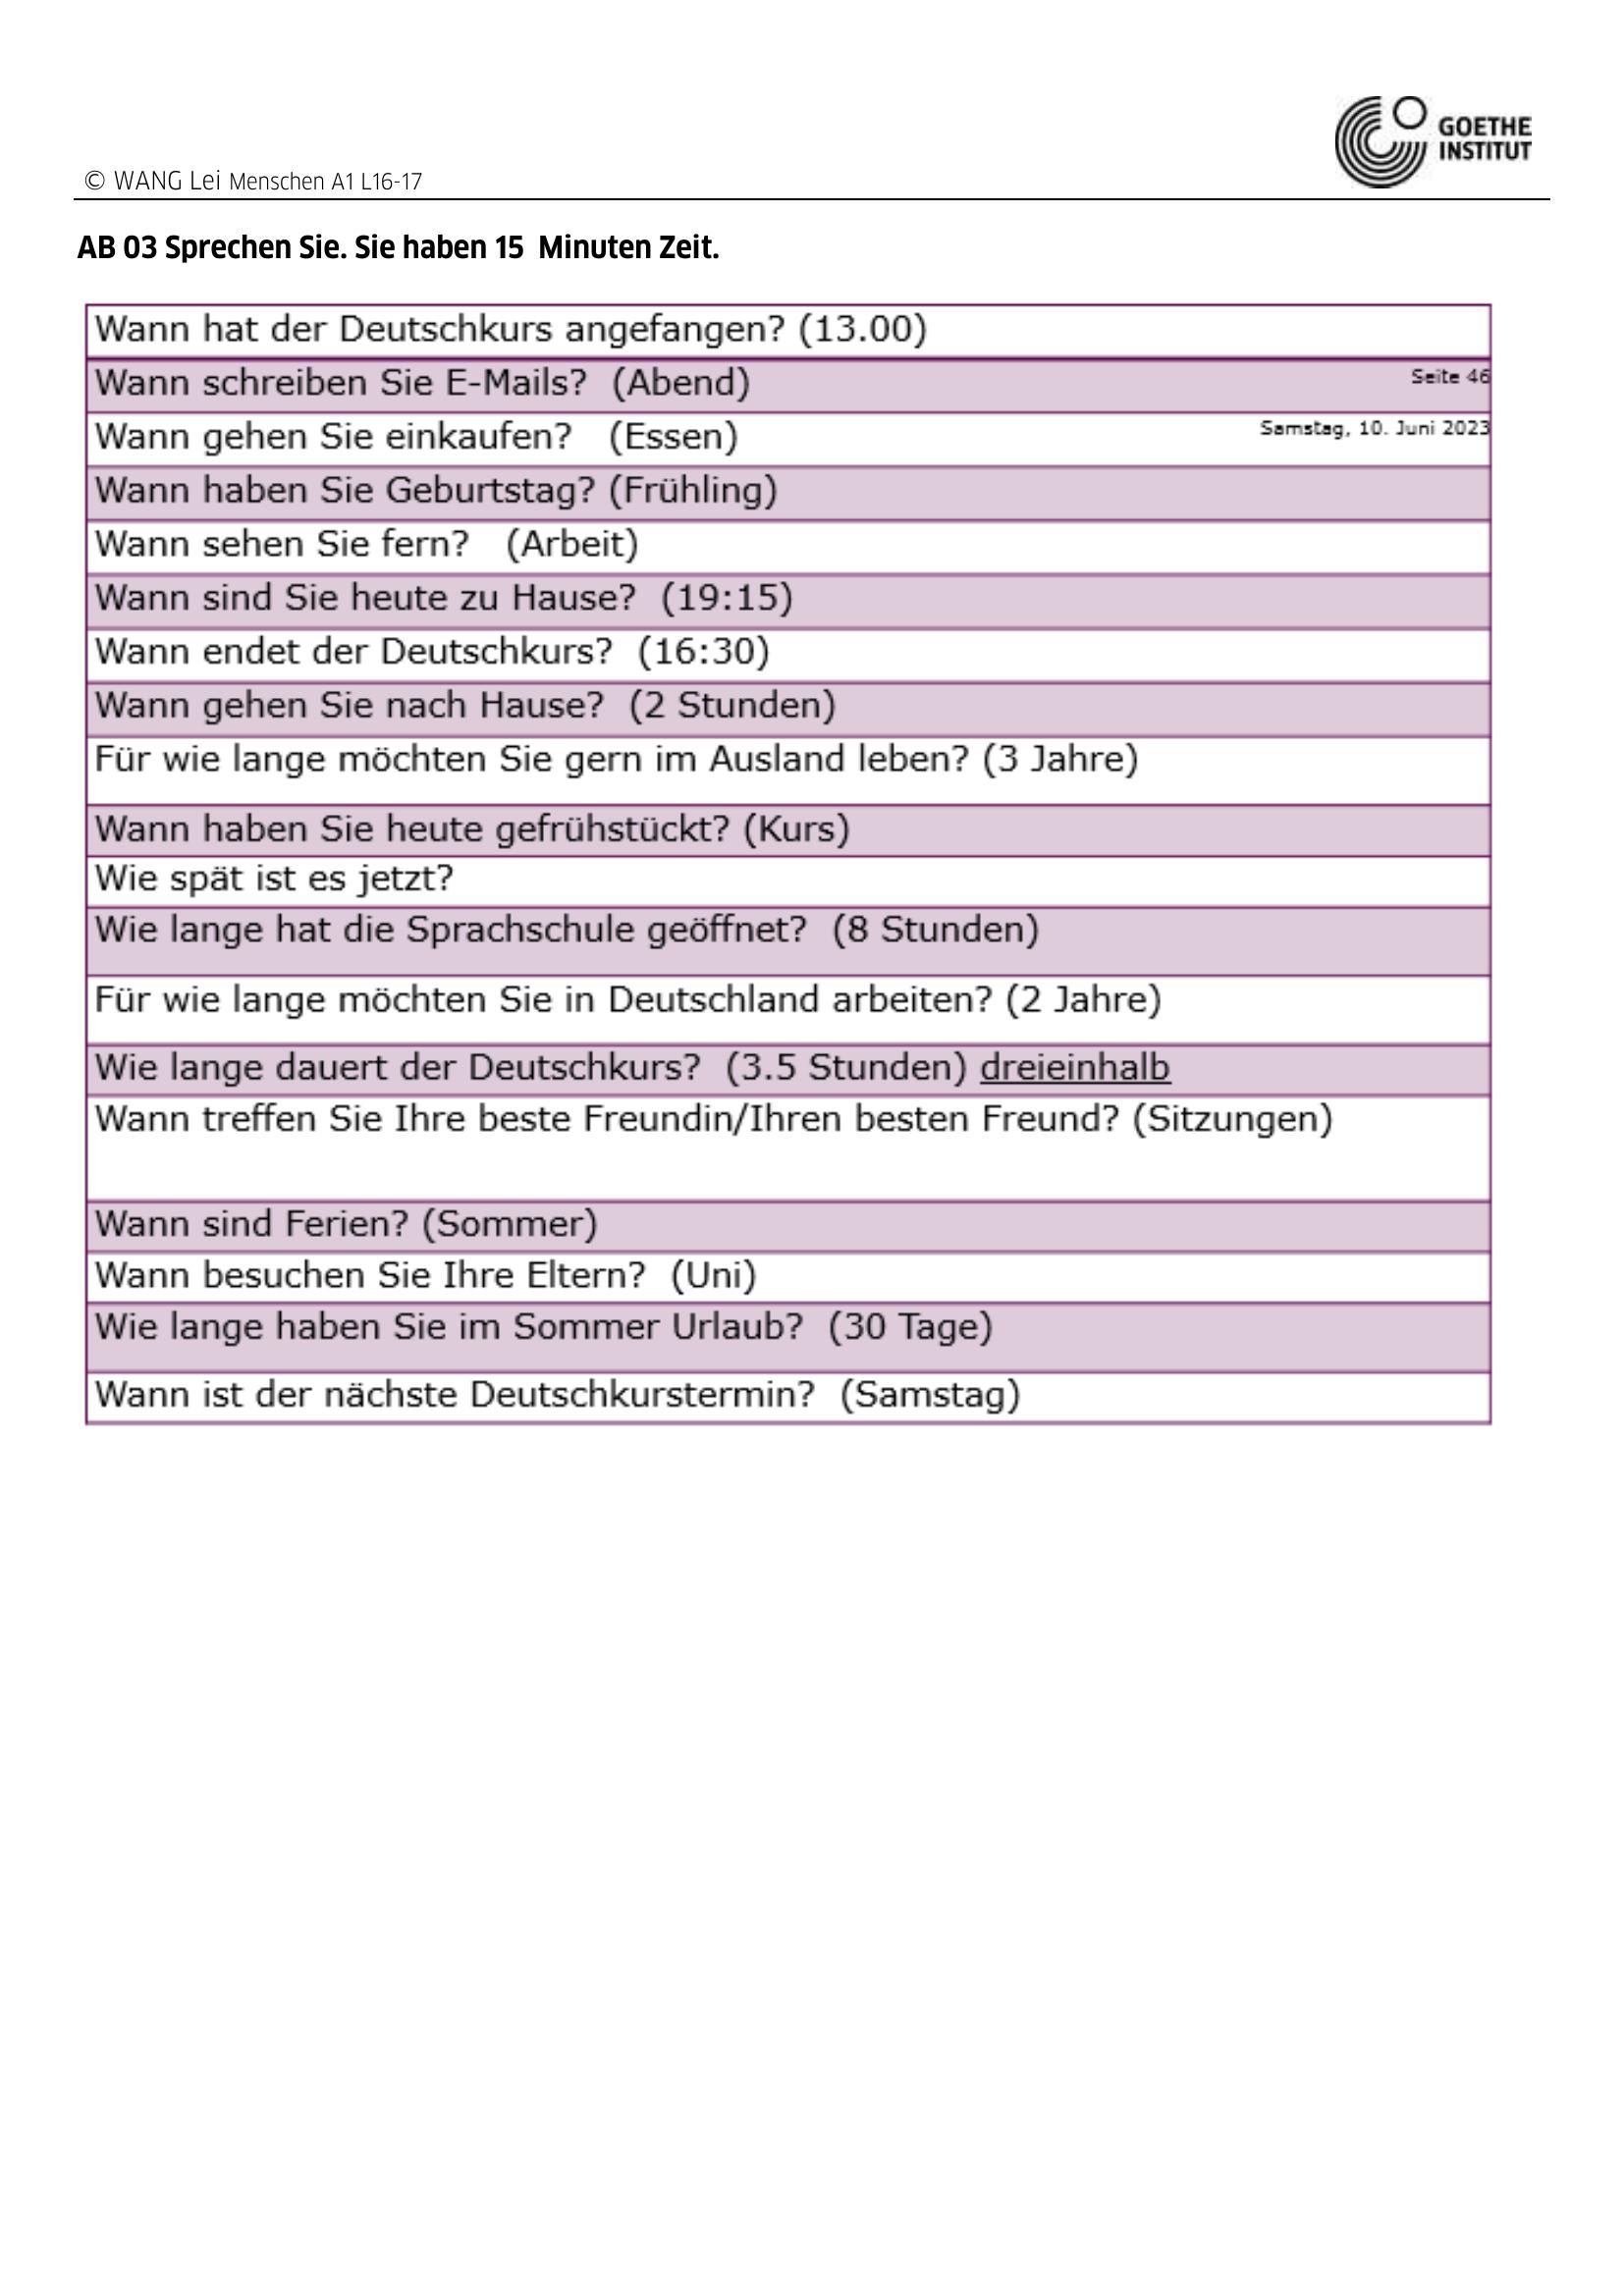 GOETHE
INSTITUT
© WANG Lei Menschen A1 L16-17
AB 03 Sprechen Sie. Sie haben 15  Minuten Zeit.
Wann hat der Deutschkurs angefangen? (13.00)
Wann schreiben Sie E-Mails?  (Abend)
Seite 46
Wann gehen Sie einkaufen?   (Essen)
Samstag, 10. Juni 2023
Wann haben Sie Geburtstag? (Frühling)
Wann sehen Sie fern?   (Arbeit)
Wann sind Sie heute zu Hause?  (19:15)
Wann endet der Deutschkurs?  (16:30)
Wann gehen Sie nach Hause?  (2 Stunden)
Für wie lange möchten Sie gern im Ausland leben? (3 Jahre)
Wann haben Sie heute gefrühstückt? (Kurs)
Wie spät ist es jetzt?
Wie lange hat die Sprachschule geöffnet?  (8 Stunden)
Für wie lange möchten Sie in Deutschland arbeiten? (2 Jahre)
Wie lange dauert der Deutschkurs?  (3.5 Stunden) dreieinhalb
Wann treffen Sie Ihre beste Freundin/Ihren besten Freund? (Sitzungen)
Wann sind Ferien? (Sommer)
Wann besuchen Sie Ihre Eltern?  (Uni)
Wie lange haben Sie im Sommer Urlaub?  (30 Tage)
Wann ist der nächste Deutschkurstermin?  (Samstag)